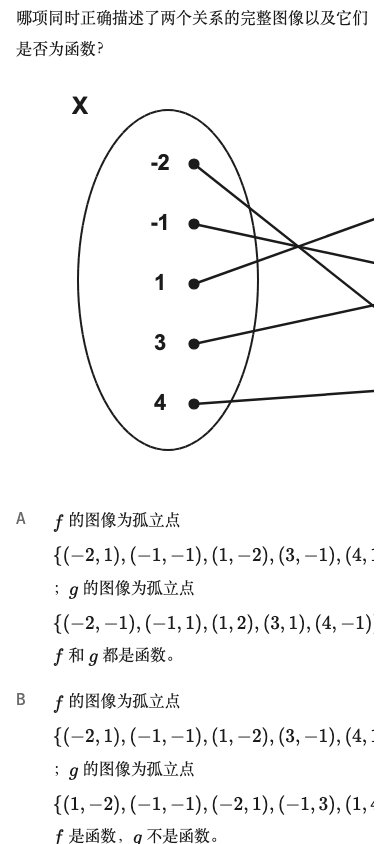 哪项同时正确描述了两个关系的完整图像以及它们
是否为函数？
X
-2
-1
1
3
4
A f 的图像为孤立点
{(−2, 1), (−1, −1), (1, −2), (3, −1), (4, 1
；g 的图像为孤立点
{(−2, −1), (−1, 1), (1, 2), (3, 1), (4, −1)
f 和 g 都是函数。
B f 的图像为孤立点
{(−2, 1), (−1, −1), (1, −2), (3, −1), (4, 1
；g 的图像为孤立点
{(1, −2), (−1, −1), (−2, 1), (−1, 3), (1, 4
f 是函数，g 不是函数。